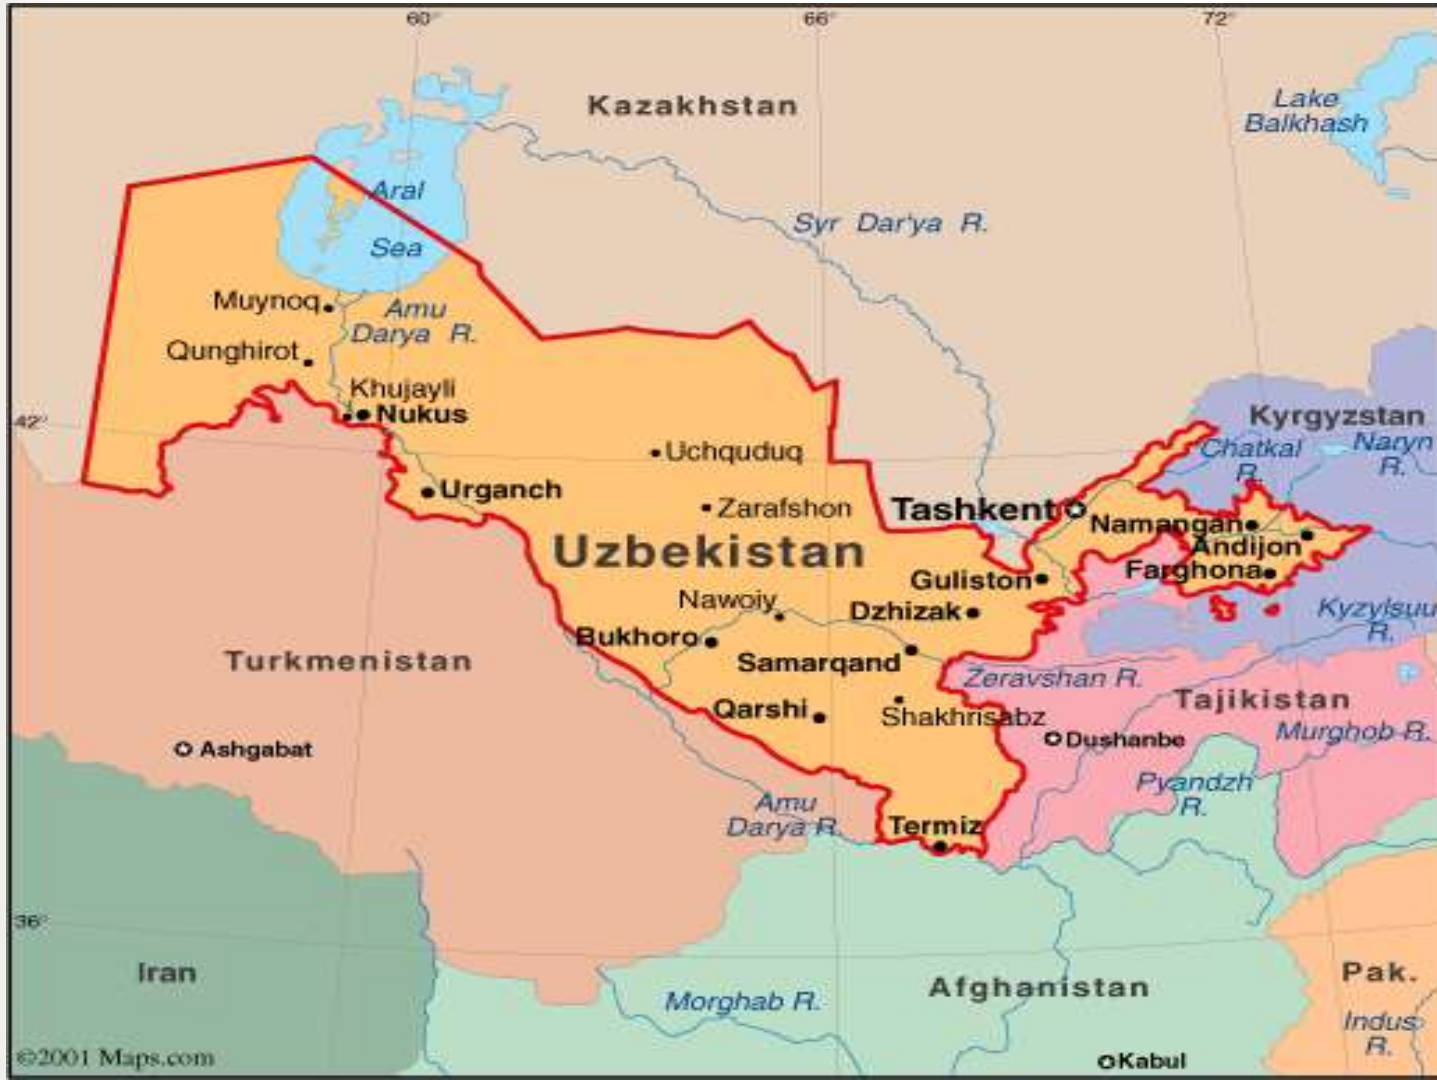 60°
66°
72°
Kazakhstan
Lake
Balkhash
Aral
Sea
Syr Dar'ya R.
Muynoq
Amu
Darya R.
Qunghirot
Khujayli
Nukus
42°
Kyrgyzstan
Chatkal
R.
Naryn
R.
Uchquduq
Urganch
Zarafshon
Tashkent
Namangan
Andijon
Uzbekistan
Farghona
Guliston
Nawoiy
Dzhizak
Kyzylsuu
R.
Bukhoro
Samarqand
Turkmenistan
Zeravshan R.
Tajikistan
Qarshi
Shakhrisabz
Murghob R.
Ashgabat
Dushanbe
Pyandzh
R.
Amu
Darya R.
Termiz
36°
Iran
Afghanistan
Pak.
Morghab R.
Indus
R.
©2001 Maps.com
Kabul